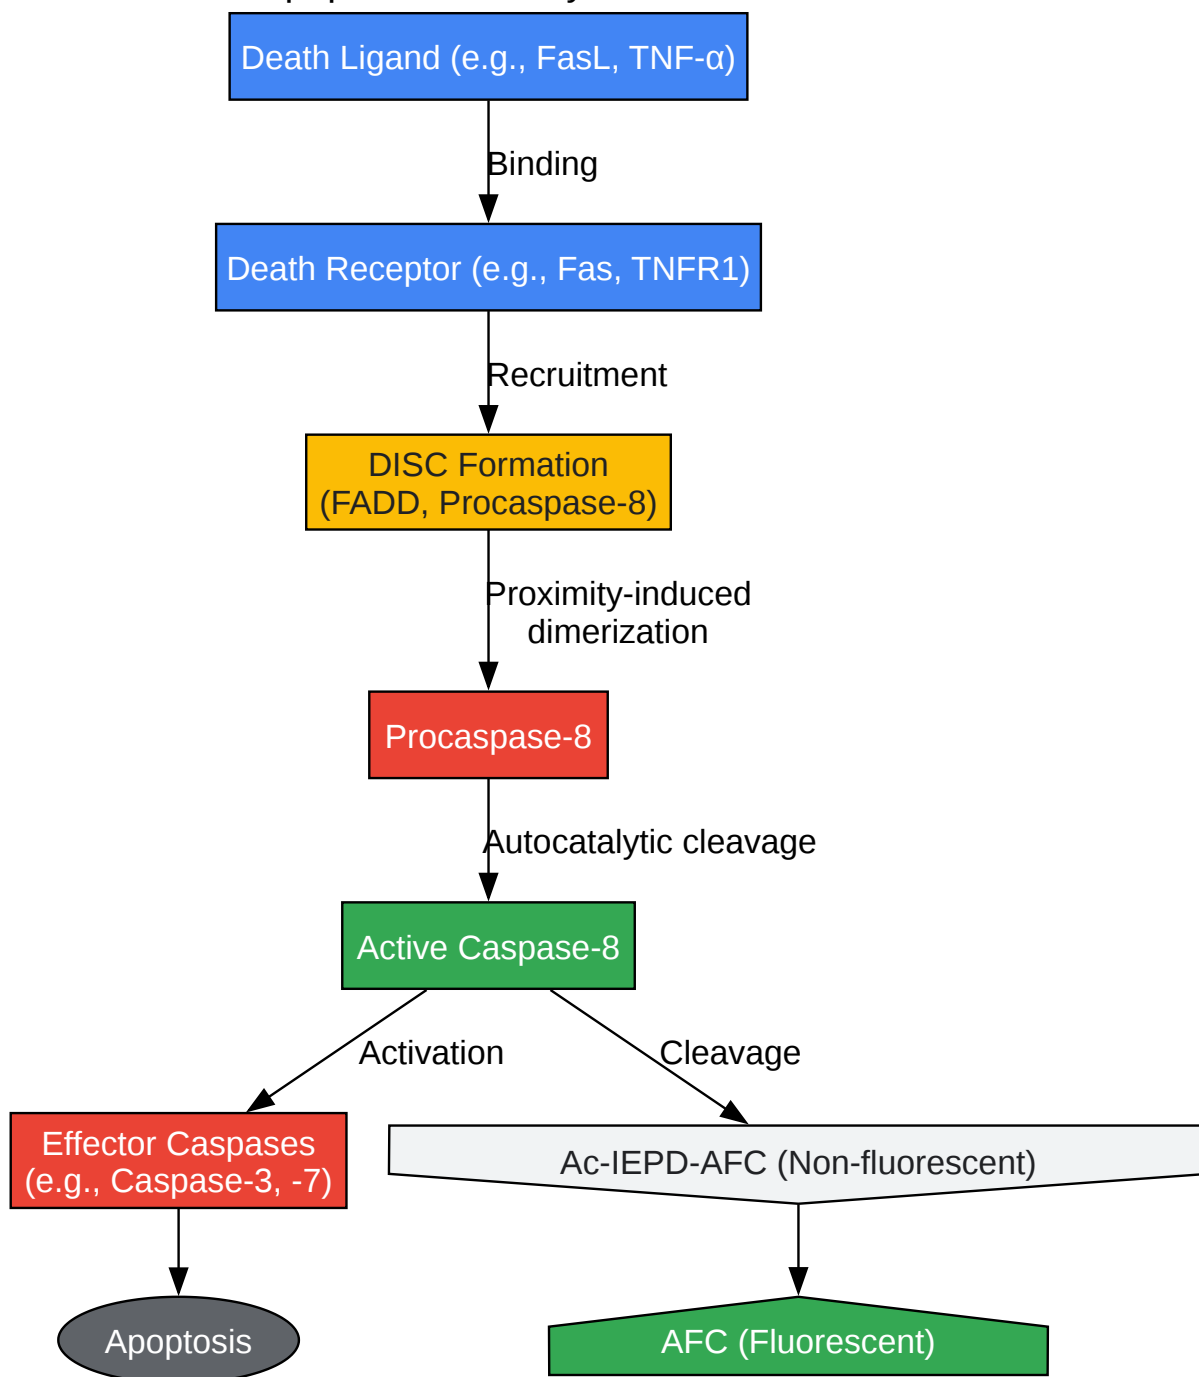 Death Ligand (e.g., FasL, TNF-α)
Binding
Death Receptor (e.g., Fas, TNFR1)
Recruitment
DISC Formation
(FADD, Procaspase-8)
Proximity-induced
dimerization
Procaspase-8
Autocatalytic cleavage
Active Caspase-8
Activation
Cleavage
Effector Caspases
(e.g., Caspase-3, -7)
Ac-IEPD-AFC (Non-fluorescent)
Apoptosis
AFC (Fluorescent)